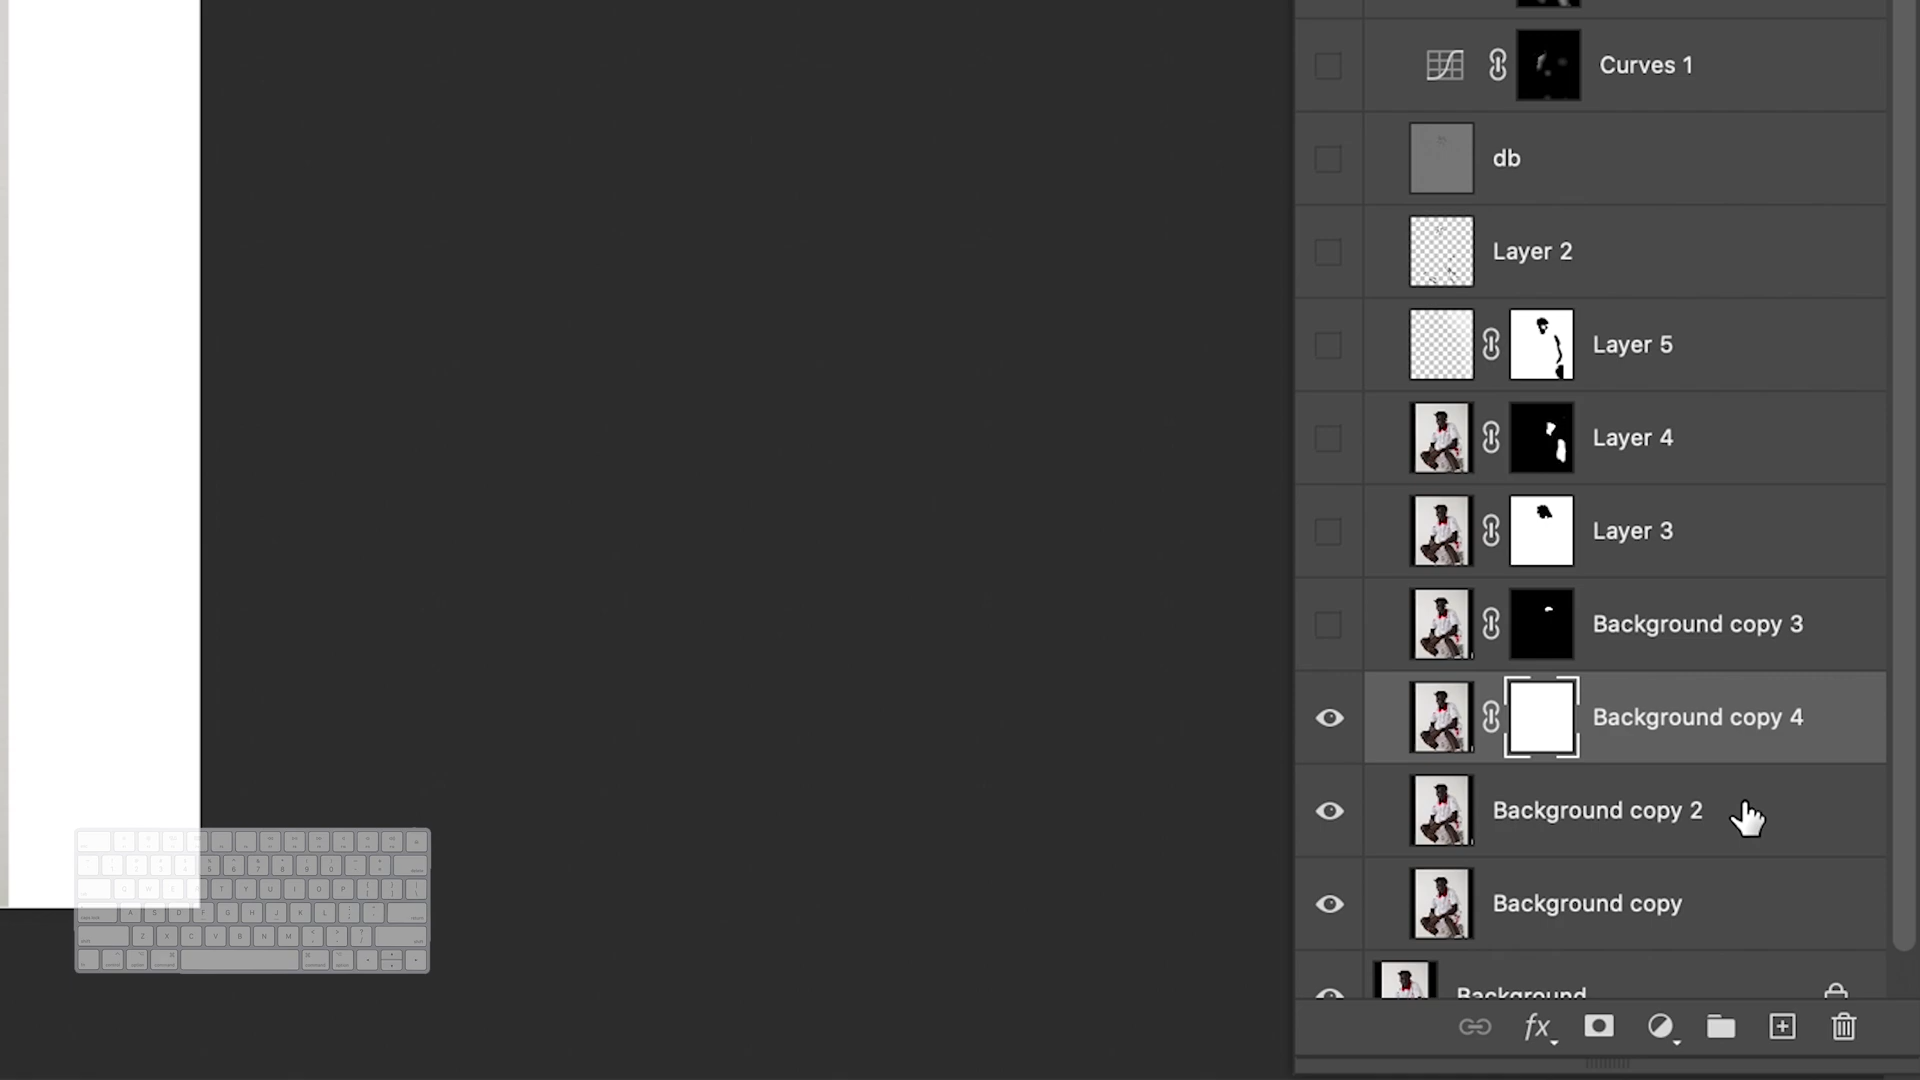 Curves 1
db
Layer 2
Layer 5
Layer 4
Layer 3
Background copy 3
Background copy 4
Background copy 2
Background copy
Background
fx